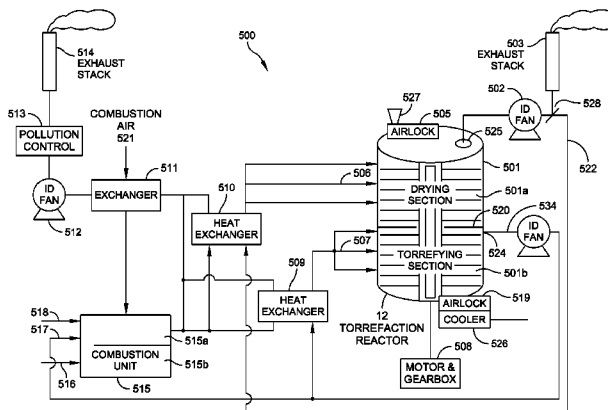 514
EXHAUST
STACK
500
503
EXHAUST
STACK
513
POLLUTION
CONTROL
COMBUSTION
AIR
521
527
505
AIRLOCK
502
ID
FAN
528
525
511
EXCHANGER
ID
FAN
512
510
HEAT
EXCHANGER
506
501
DRYING
SECTION
501a
522
520
534
ID
FAN
507
524
TORREFYING
SECTION
501b
509
HEAT
EXCHANGER
518
517
515a
COMBUSTION
UNIT
515b
516
515
12
TORREFACTION
REACTOR
519
AIRLOCK
COOLER
526
508
MOTOR &
GEARBOX